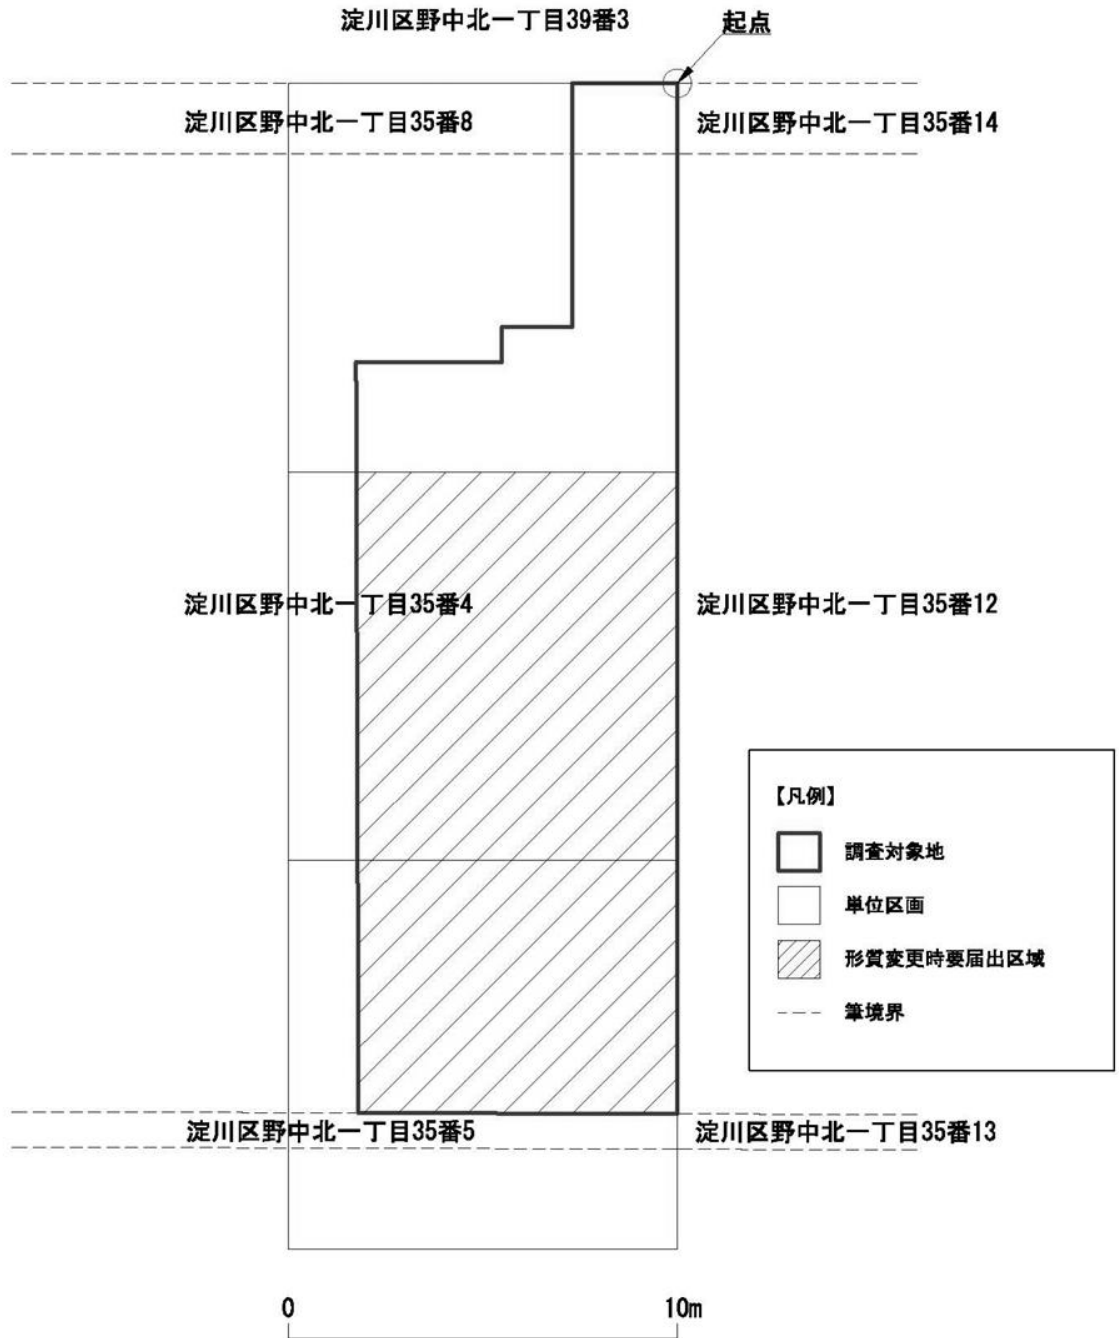 淀川区野中北一丁目39番3
起点
淀川区野中北一丁目35番8
淀川区野中北一丁目35番14
淀川区野中北一丁目35番4
淀川区野中北一丁目35番12
【凡例】
調査対象地
単位区画
形質変更時要届出区域
筆境界
淀川区野中北一丁目35番5
淀川区野中北一丁目35番13
0
10m